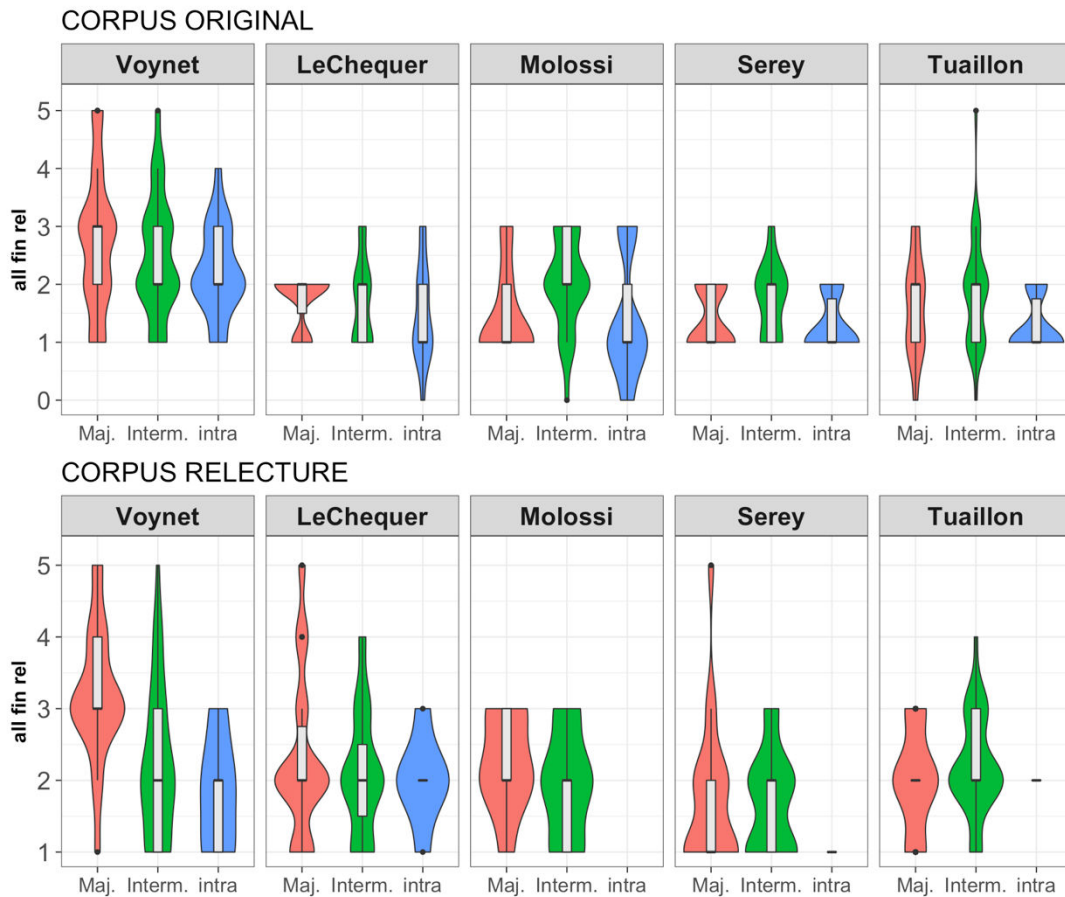 CORPUS ORIGINAL
Voynet LeChequer Molossi Serey Tuaillon
5
4
3
2
1
0
all fin rel
Maj. Interm. intra Maj. Interm. intra Maj. Interm. intra Maj. Interm. intra Maj. Interm. intra
CORPUS RELECTURE
Voynet LeChequer Molossi Serey Tuaillon
5
4
3
2
1
all fin rel
Maj. Interm. intra Maj. Interm. intra Maj. Interm. intra Maj. Interm. intra Maj. Interm. intra